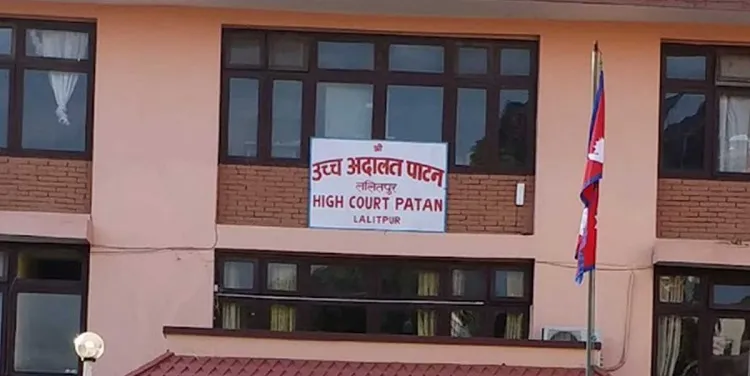 श्री
उच्च अदालत पाटन
ललितपुर
HIGH COURT PATAN
LALITPUR